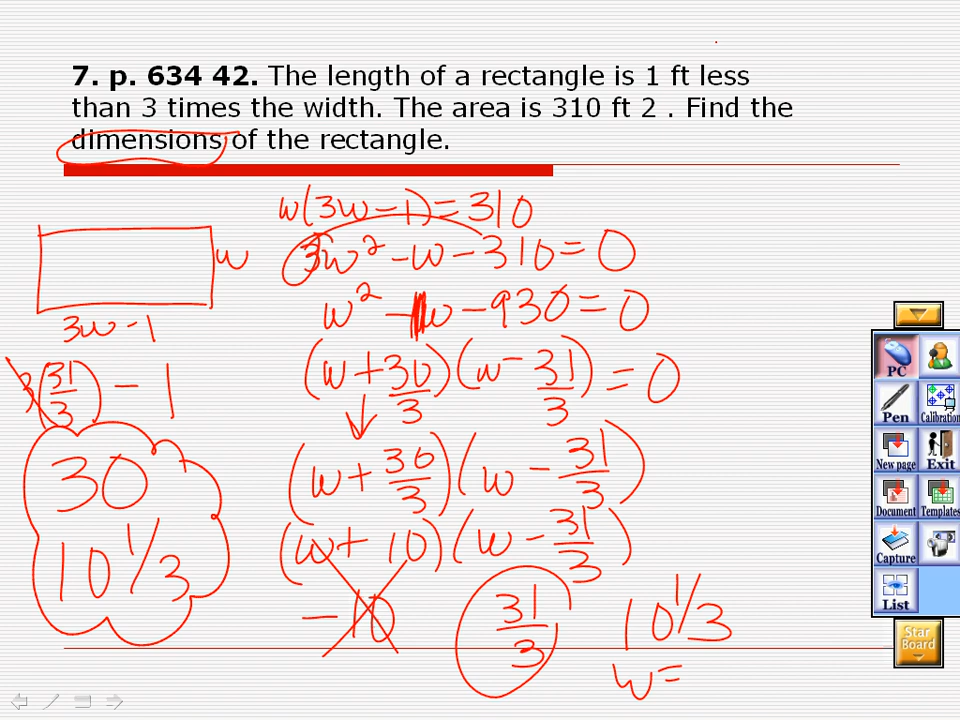 7. p. 634 42. The length of a rectangle is 1 ft less
than 3 times the width. The area is 310 ft 2 . Find the
dimensions of the rectangle.
w(3w-1)=310
3w²-w-310=0
w
w²-w-930=0
3w-1
(w+30/3)(w-31/3)=0
3(31/3)-1
(w+30/3)(w-31/3)
30
(w+10)(w-31/3)
10 1/3
-10
31/3
10 1/3
w=
PC
Pen
Calibration
New page
Exit
Document
Templates
Capture
List
Star
Board